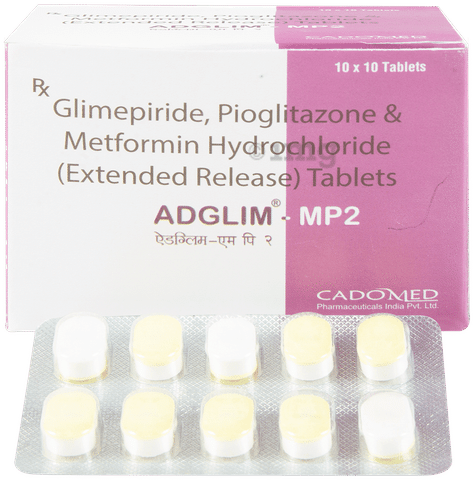 10 x 10 Tablets
Rx
Glimepiride, Pioglitazone &
Metformin Hydrochloride
(Extended Release) Tablets
ADGLIM® - MP2
ऐडग्लिम-एम पि २
CADOMED
Pharmaceuticals India Pvt. Ltd.
1mg